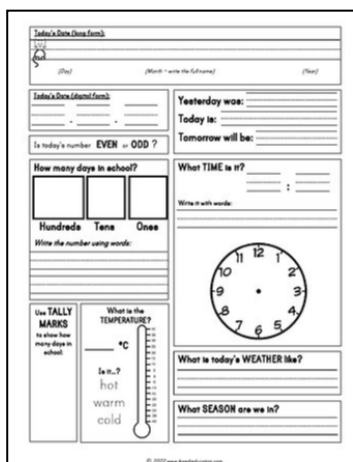 Today's Date (long form):
(Day) (Month - write the full name) (Year)
Today's Date (digital form):
Is today's number EVEN or ODD ?
Yesterday was:
Today is:
Tomorrow will be:
How many days in school?
Hundreds Tens Ones
Write the number using words:
What TIME is it?
:
Write it with words:
12
11 1
10 2
9 3
8 4
7 5
6
Use TALLY
MARKS
to show how
many days in
school:
What is the
TEMPERATURE?
°C
Is it...?
hot
warm
cold
What is today's WEATHER like?
What SEASON are we in?